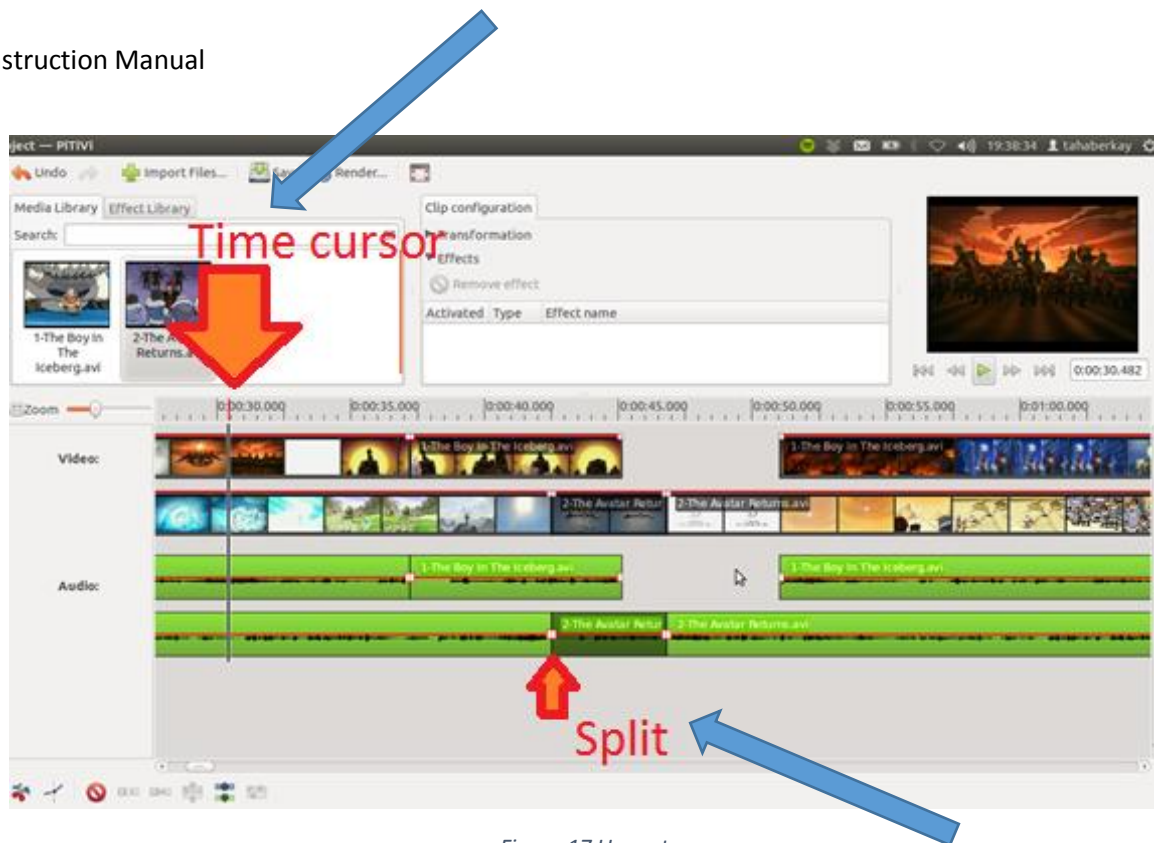 struction Manual
ject — PiTiVi
19:38:34 tahaberkay
Undo Import Files... Save Render...
Media Library Effect Library
Clip configuration
Search:
Time cursor
Transformation
Effects
Remove effect
Activated Type Effect name
1-The Boy In
The
Iceberg.avi
2-The A
Returns.a
0:00:30.482
Zoom
0:00:30.000 0:00:35.000 0:00:40.000 0:00:45.000 0:00:50.000 0:00:55.000 0:01:00.000
Video:
1-The Boy In The Iceberg.avi 1-The Boy In The Iceberg.avi
2-The Avatar Retur 2-The Avatar Returns.avi
Audio:
1-The Boy In The Iceberg.avi 1-The Boy In The Iceberg.avi
2-The Avatar Retur 2-The Avatar Returns.avi
Split